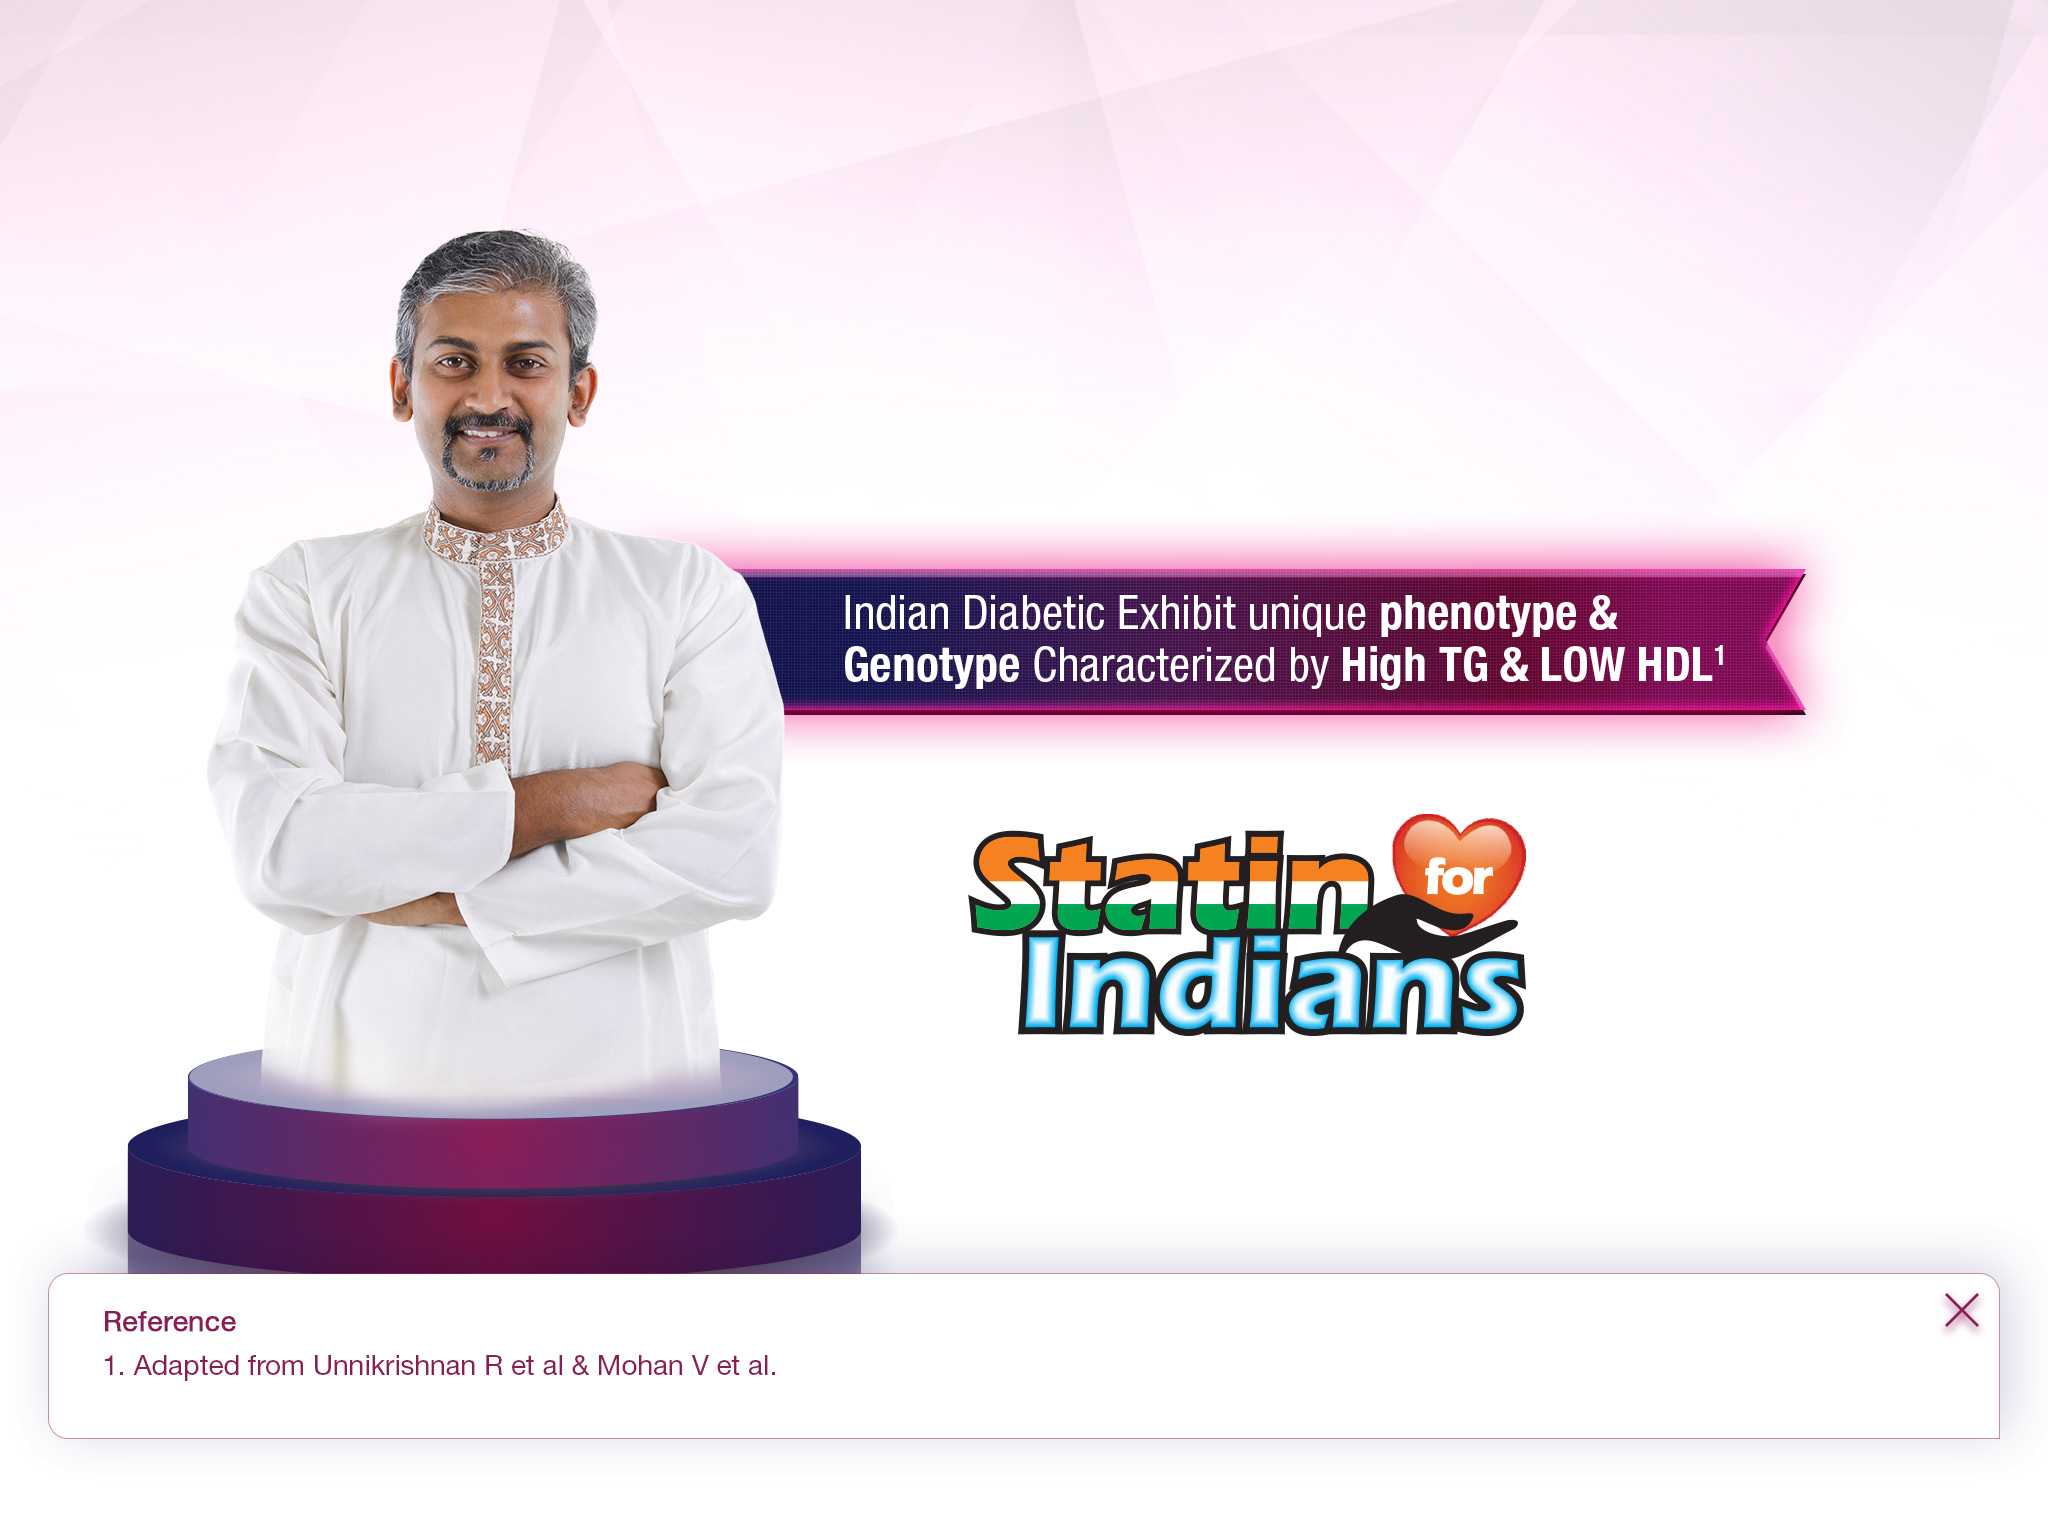 Indian Diabetic Exhibit unique phenotype &
Genotype Characterized by High TG & LOW HDL¹
Statin for
Indians
Reference
1. Adapted from Unnikrishnan R et al & Mohan V et al.